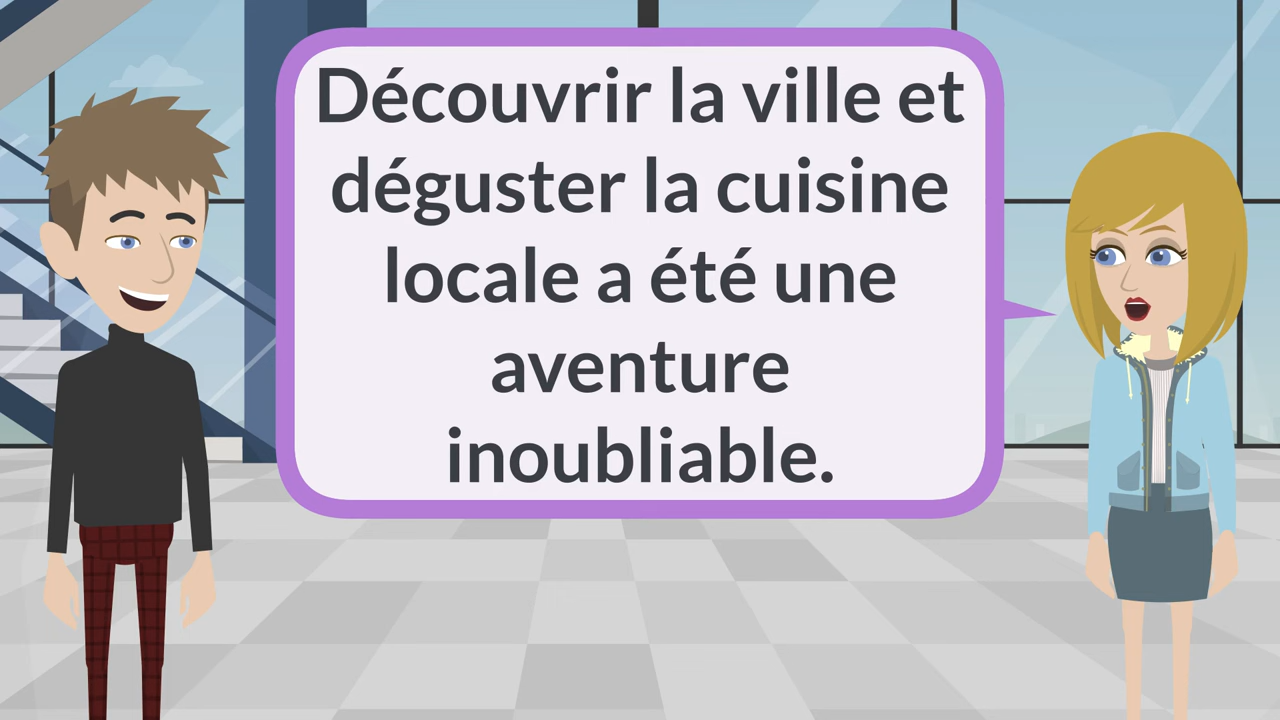 Découvrir la ville et
déguster la cuisine
locale a été une
aventure
inoubliable.